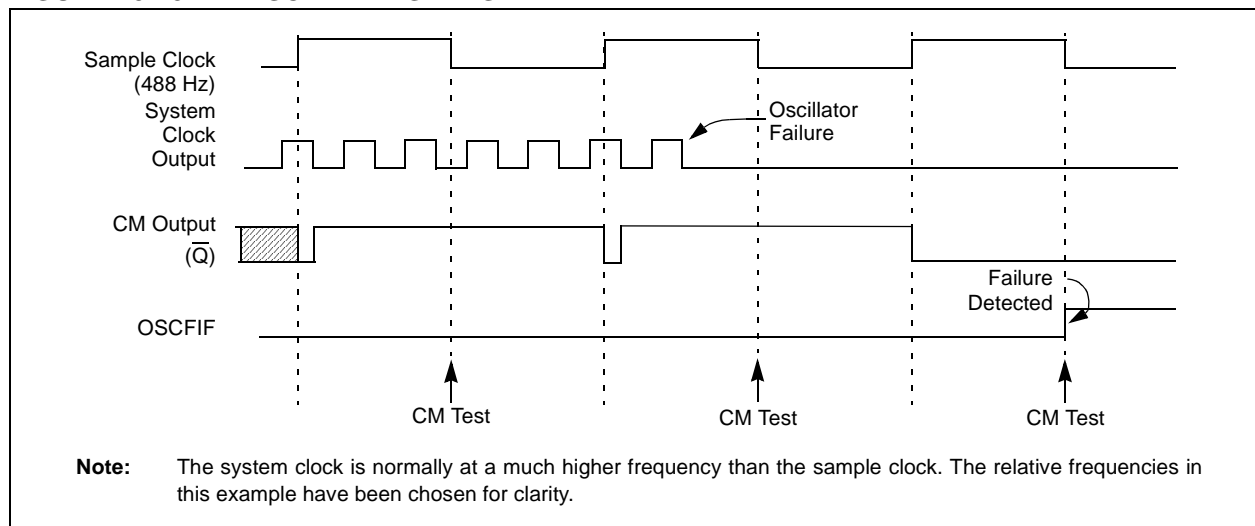 Sample Clock
(488 Hz)
System
Clock
Output
Oscillator
Failure
CM Output
(Q̅)
Failure
Detected
OSCFIF
CM Test
CM Test
CM Test
Note: The system clock is normally at a much higher frequency than the sample clock. The relative frequencies in
this example have been chosen for clarity.